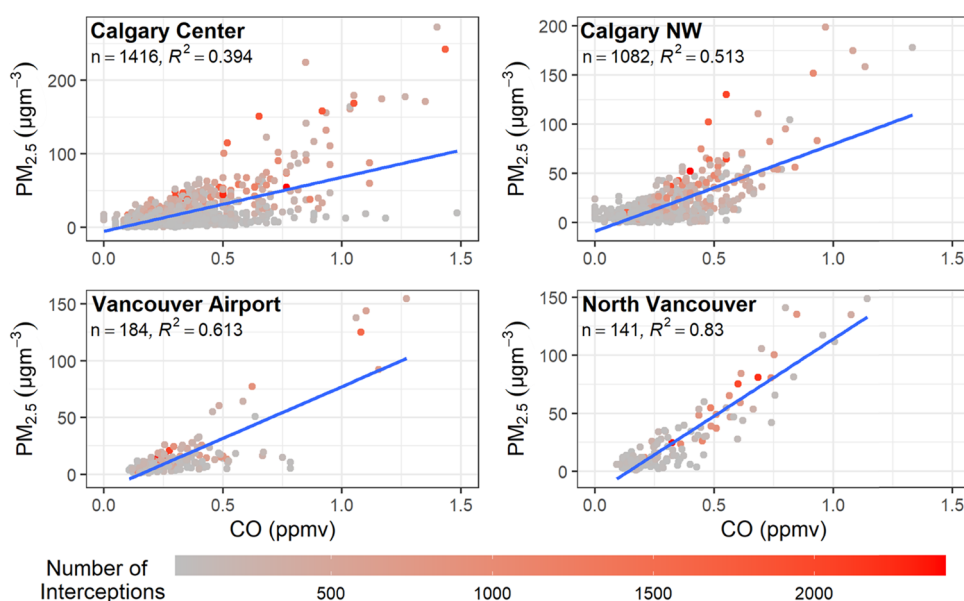 Calgary Center
n = 1416, R² = 0.394
PM₂.₅ (µgm⁻³)
200
100
0
0.0 0.5 1.0 1.5
Calgary NW
n = 1082, R² = 0.513
PM₂.₅ (µgm⁻³)
200
150
100
50
0
0.0 0.5 1.0 1.5
Vancouver Airport
n = 184, R² = 0.613
PM₂.₅ (µgm⁻³)
150
100
50
0
0.0 0.5 1.0 1.5
CO (ppmv)
North Vancouver
n = 141, R² = 0.83
PM₂.₅ (µgm⁻³)
150
100
50
0
0.0 0.5 1.0 1.5
CO (ppmv)
Number of
Interceptions
500 1000 1500 2000